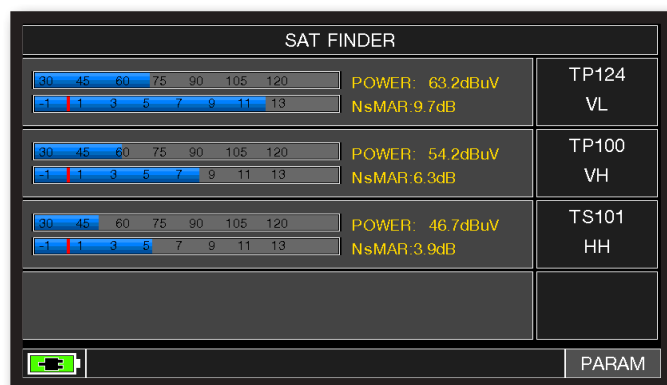 SAT FINDER
30 45 60 75 90 105 120
POWER: 63.2dBuV
-1 1 3 5 7 9 11 13
NsMAR:9.7dB
TP124
VL
30 45 60 75 90 105 120
POWER: 54.2dBuV
-1 1 3 5 7 9 11 13
NsMAR:6.3dB
TP100
VH
30 45 60 75 90 105 120
POWER: 46.7dBuV
-1 1 3 5 7 9 11 13
NsMAR:3.9dB
TS101
HH
PARAM